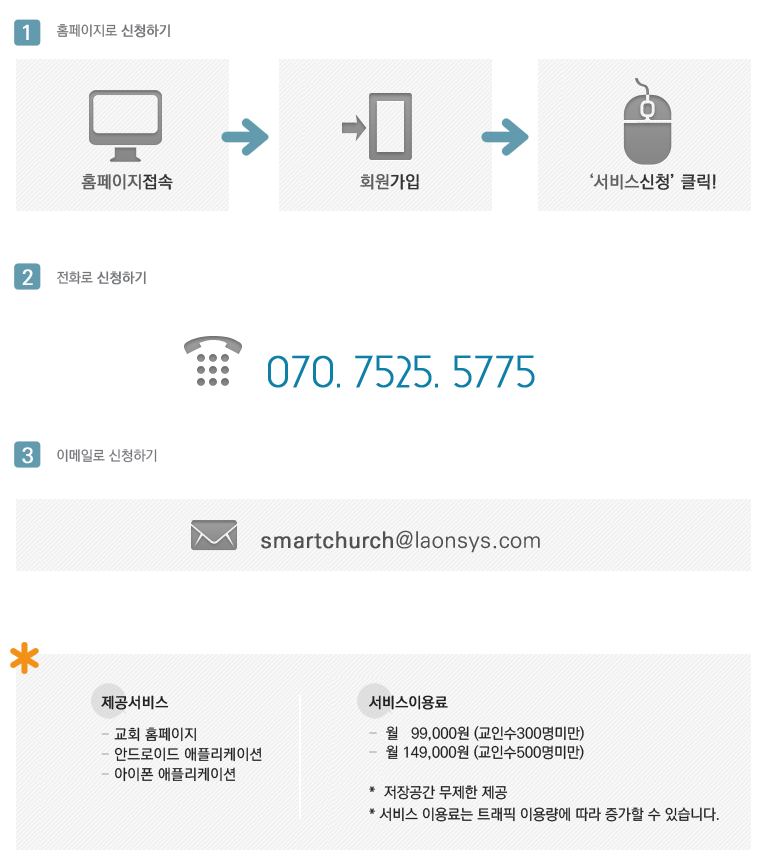 1 홈페이지로 신청하기
홈페이지접속
회원가입
‘서비스신청’ 클릭!
2 전화로 신청하기
070. 7525. 5775
3 이메일로 신청하기
smartchurch@laonsys.com
제공서비스
- 교회 홈페이지
- 안드로이드 애플리케이션
- 아이폰 애플리케이션
서비스이용료
- 월 99,000원 (교인수300명미만)
- 월 149,000원 (교인수500명미만)
* 저장공간 무제한 제공
* 서비스 이용료는 트래픽 이용량에 따라 증가할 수 있습니다.